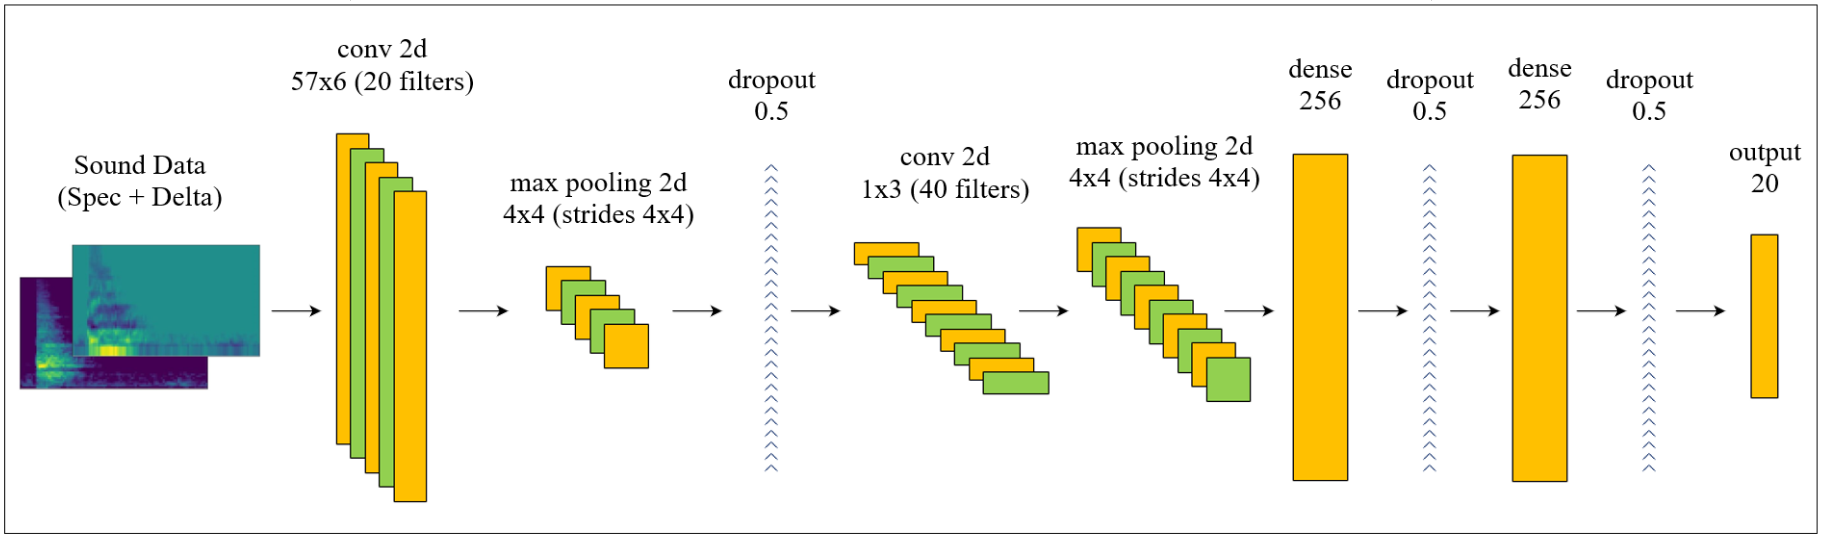 Sound Data
(Spec + Delta)
conv 2d
57x6 (20 filters)
max pooling 2d
4x4 (strides 4x4)
dropout
0.5
conv 2d
1x3 (40 filters)
max pooling 2d
4x4 (strides 4x4)
dense
256
dropout
0.5
dense
256
dropout
0.5
output
20